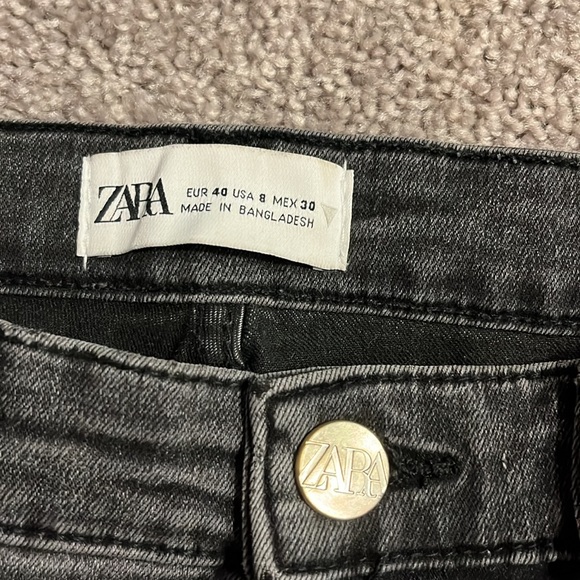 ZARA
EUR 40 USA 8 MEX 30
MADE IN BANGLADESH
ZARA